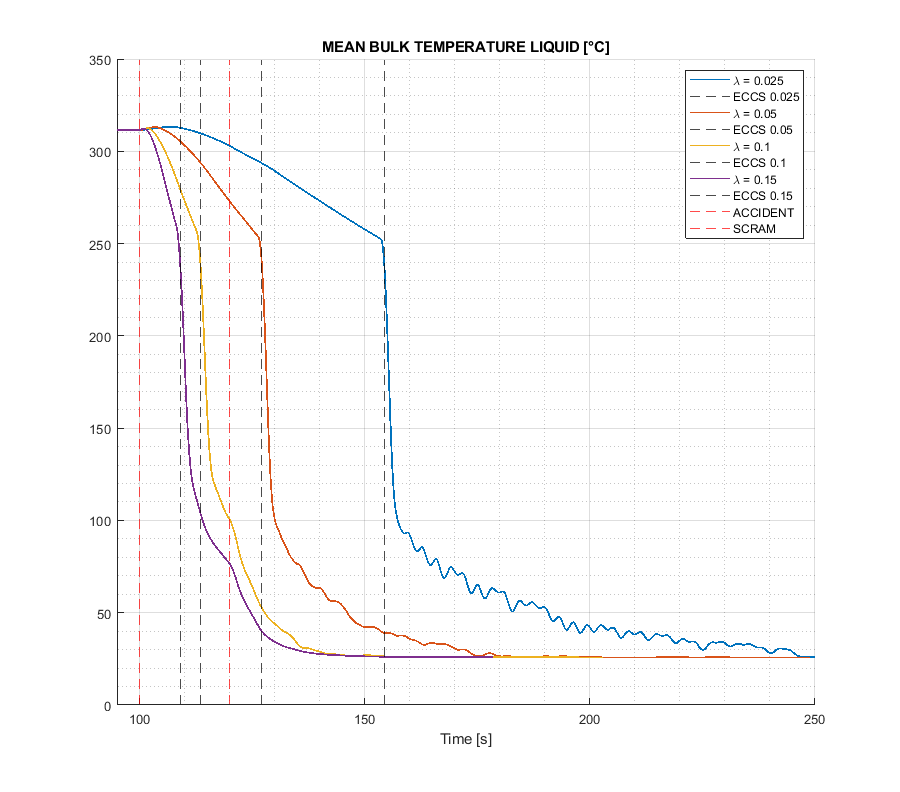 MEAN BULK TEMPERATURE LIQUID [°C]
350
300
250
200
150
100
50
0
100
150
200
250
Time [s]
λ = 0.025
ECCS 0.025
λ = 0.05
ECCS 0.05
λ = 0.1
ECCS 0.1
λ = 0.15
ECCS 0.15
ACCIDENT
SCRAM